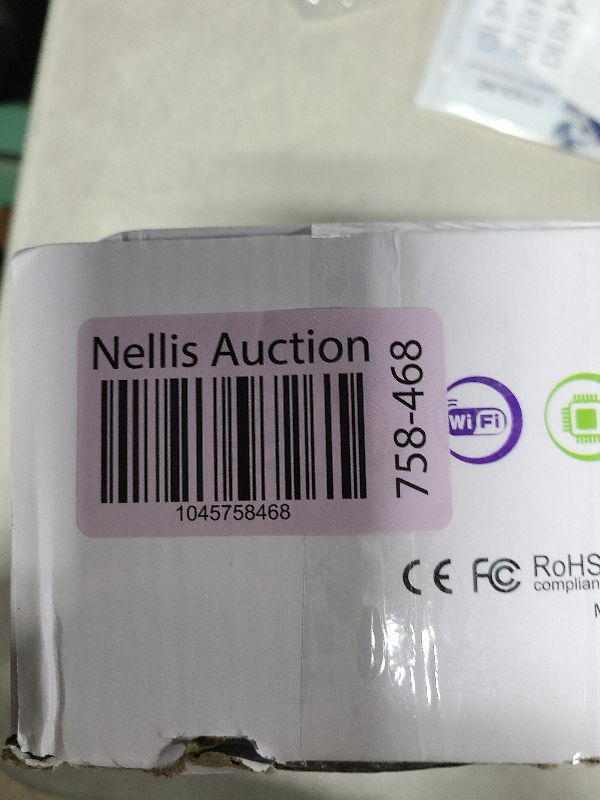 Nellis Auction
758-468
1045758468
WiFi
CE FC RoHS
complian